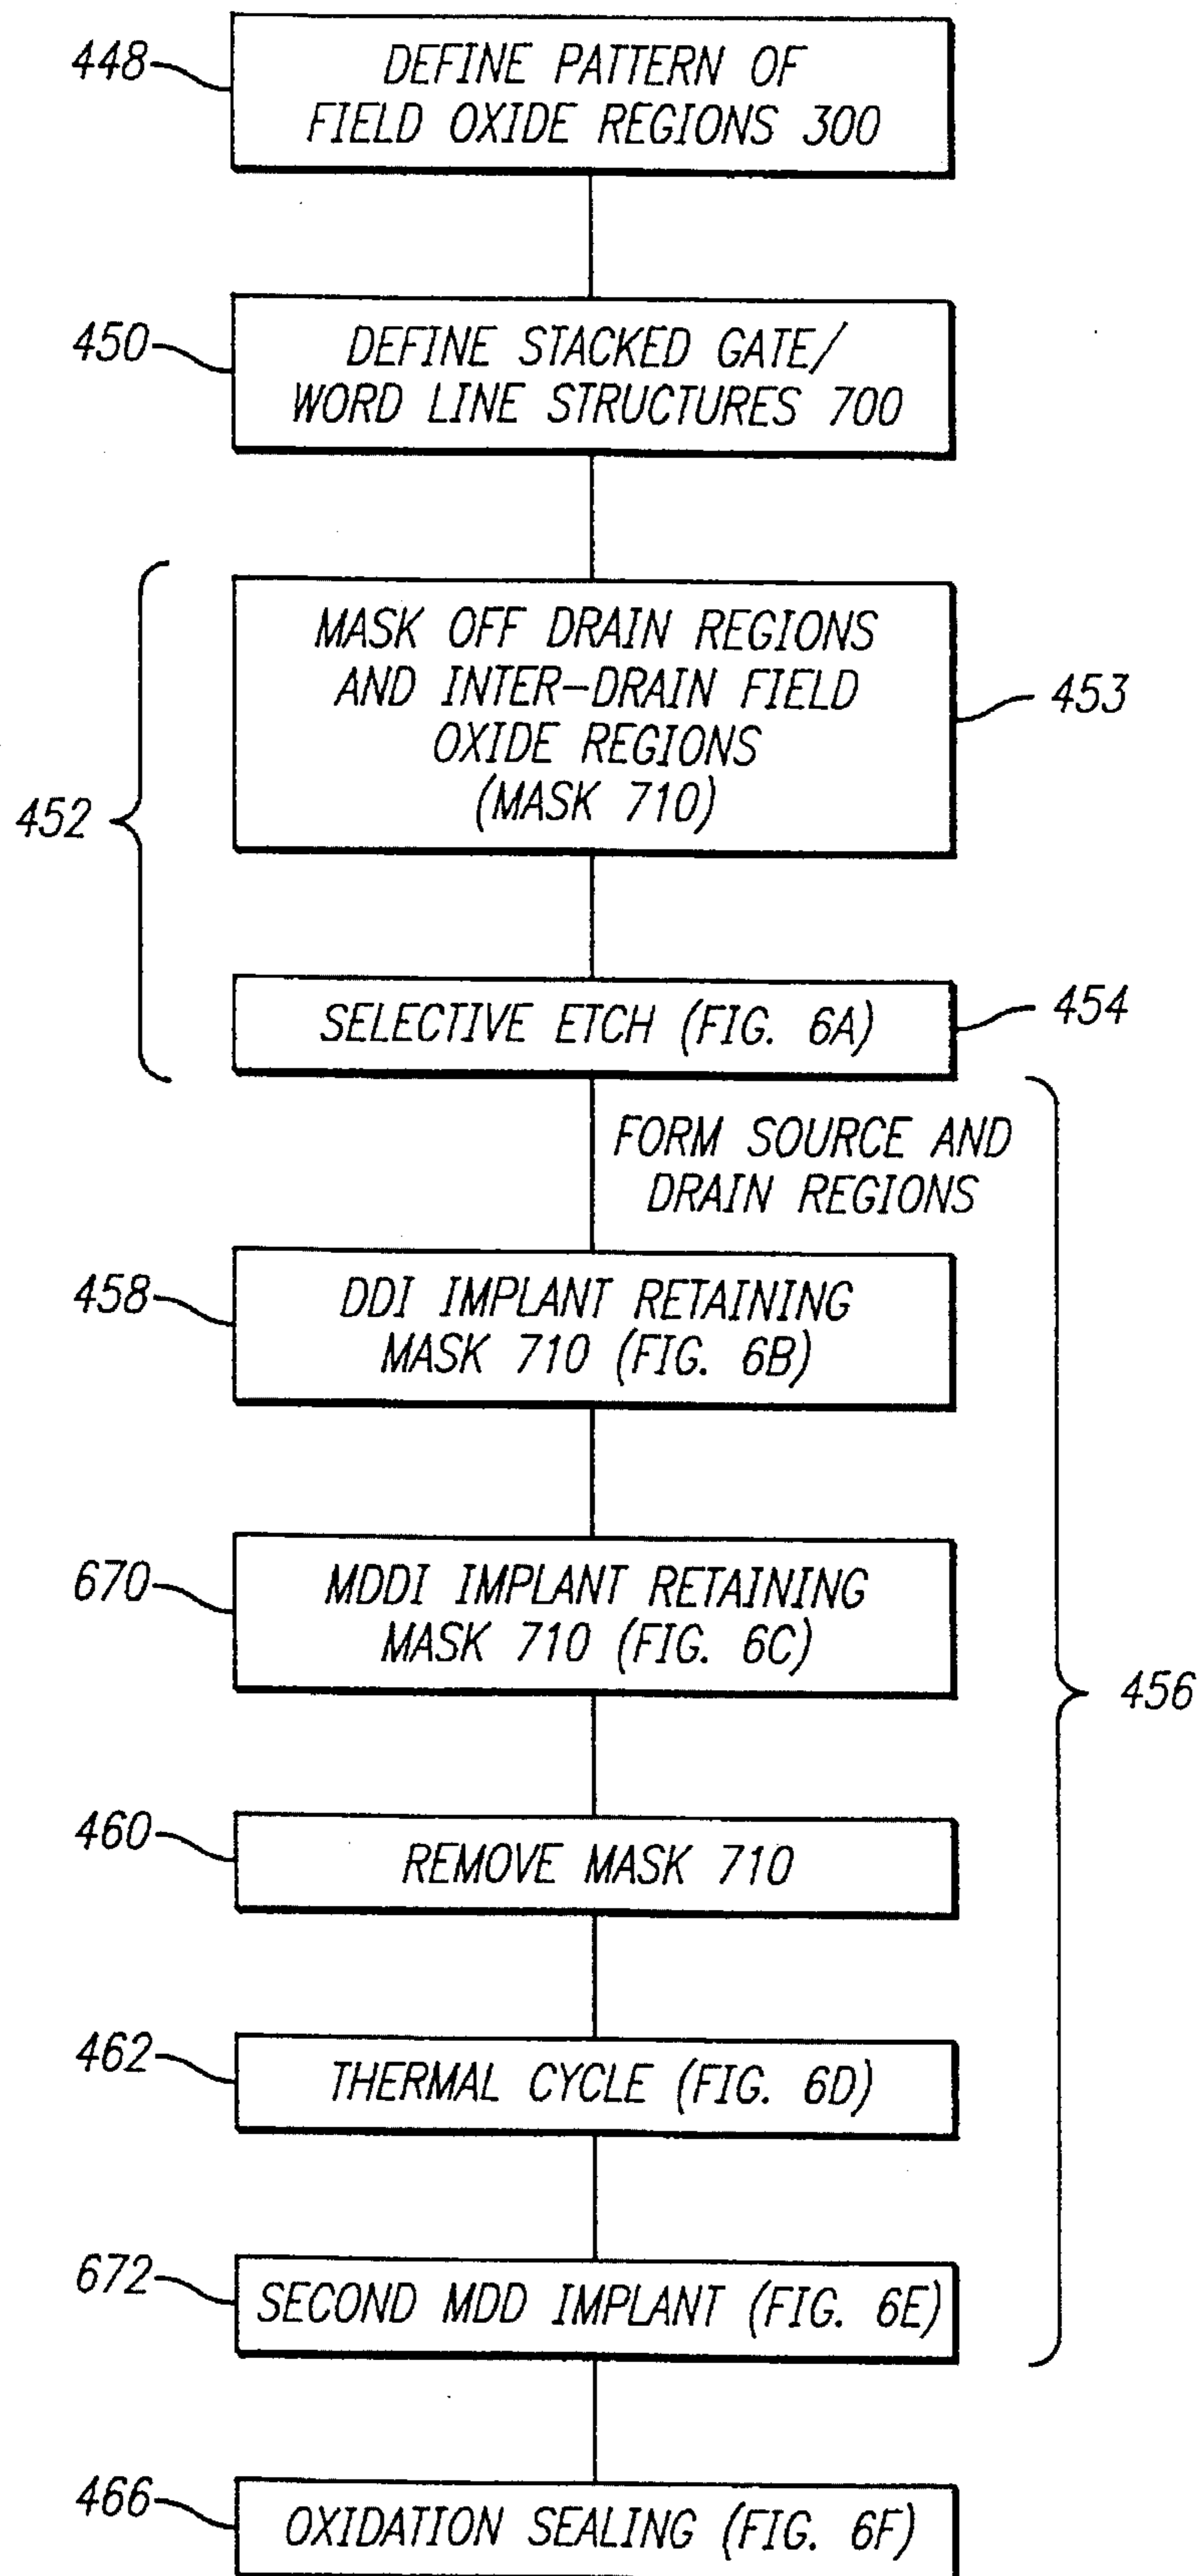 448
DEFINE PATTERN OF
FIELD OXIDE REGIONS 300
450
DEFINE STACKED GATE/
WORD LINE STRUCTURES 700
452
MASK OFF DRAIN REGIONS
AND INTER-DRAIN FIELD
OXIDE REGIONS
(MASK 710)
453
SELECTIVE ETCH (FIG. 6A)
454
FORM SOURCE AND
DRAIN REGIONS
456
458
DDI IMPLANT RETAINING
MASK 710 (FIG. 6B)
670
MDDI IMPLANT RETAINING
MASK 710 (FIG. 6C)
460
REMOVE MASK 710
462
THERMAL CYCLE (FIG. 6D)
672
SECOND MDD IMPLANT (FIG. 6E)
466
OXIDATION SEALING (FIG. 6F)